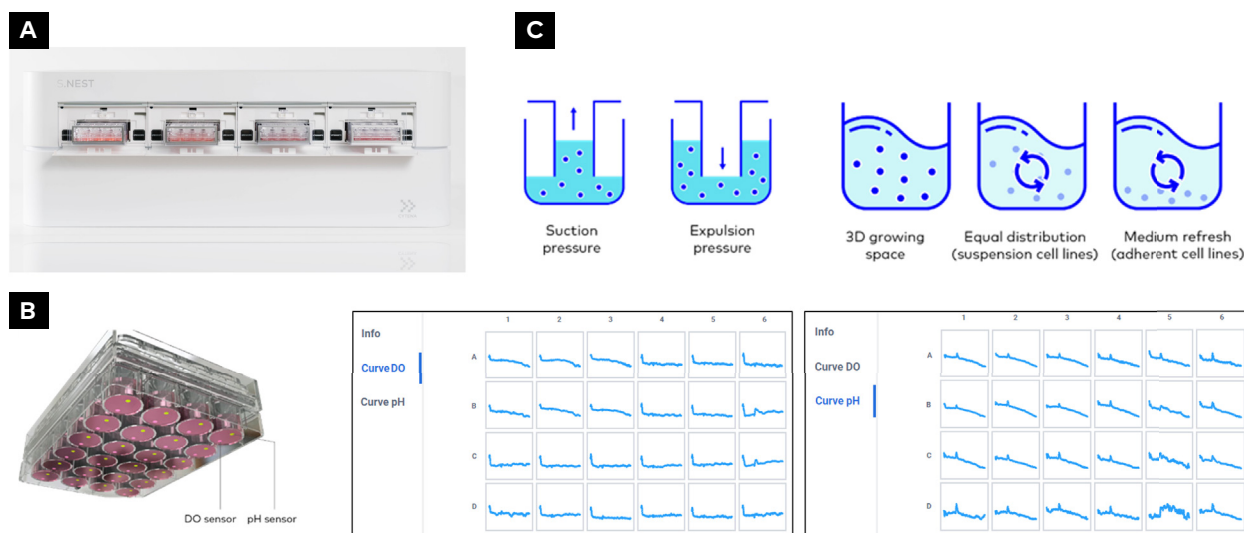 A
S.NEST
C
Suction
pressure
Expulsion
pressure
3D growing
space
Equal distribution
(suspension cell lines)
Medium refresh
(adherent cell lines)
B
DO sensor
pH sensor
Info
Curve DO
Curve pH
1 2 3 4 5 6
A
B
C
D
Info
Curve DO
Curve pH
1 2 3 4 5 6
A
B
C
D